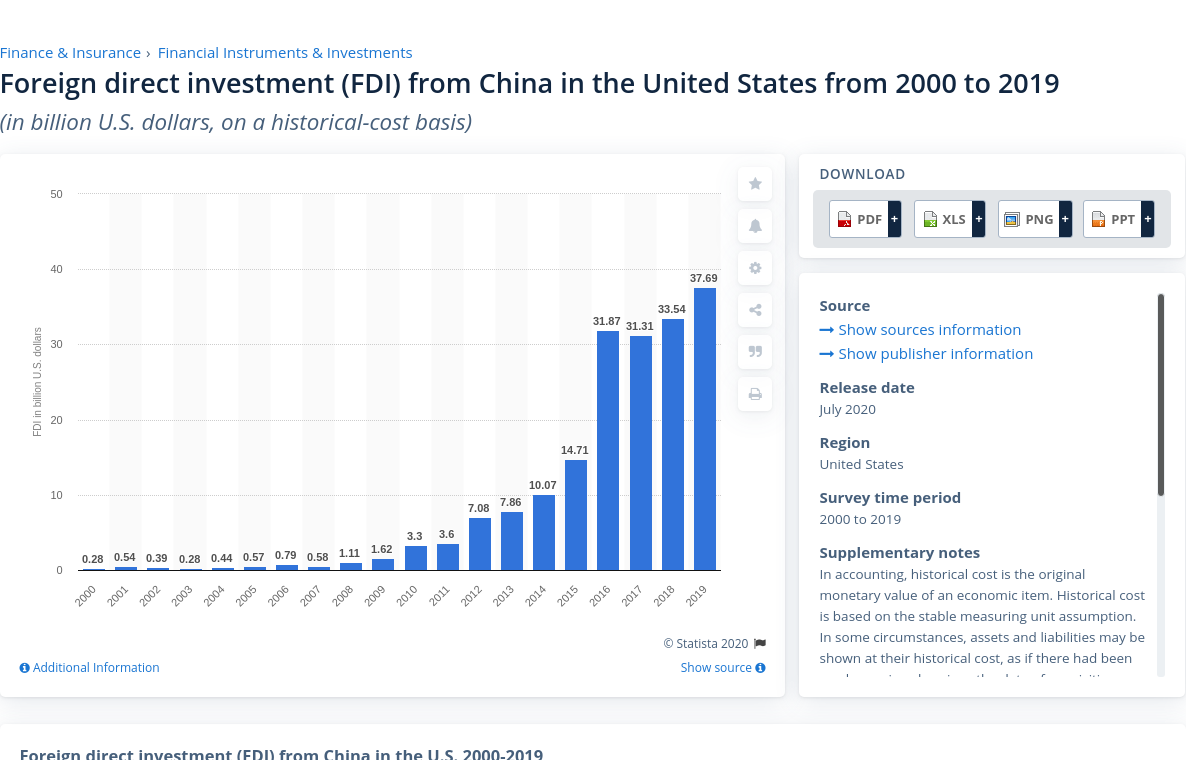 Finance & Insurance › Financial Instruments & Investments
Foreign direct investment (FDI) from China in the United States from 2000 to 2019
(in billion U.S. dollars, on a historical-cost basis)
FDI in billion U.S. dollars
50
40
30
20
10
0
0.28
0.54
0.39
0.28
0.44
0.57
0.79
0.58
1.11
1.62
3.3
3.6
7.08
7.86
10.07
14.71
31.87
31.31
33.54
37.69
2000
2001
2002
2003
2004
2005
2006
2007
2008
2009
2010
2011
2012
2013
2014
2015
2016
2017
2018
2019
© Statista 2020
Additional Information
Show source
DOWNLOAD
PDF +
XLS +
PNG +
PPT +
Source
Show sources information
Show publisher information
Release date
July 2020
Region
United States
Survey time period
2000 to 2019
Supplementary notes
In accounting, historical cost is the original
monetary value of an economic item. Historical cost
is based on the stable measuring unit assumption.
In some circumstances, assets and liabilities may be
shown at their historical cost, as if there had been
Foreign direct investment (FDI) from China in the U.S. 2000-2019